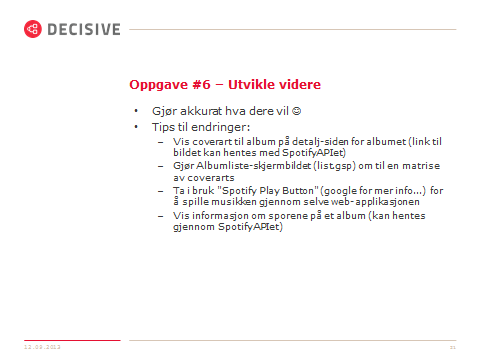 DECISIVE
Oppgave #6 – Utvikle videre
• Gjør akkurat hva dere vil ☺
• Tips til endringer:
– Vis coverart til album på detalj-siden for albumet (link til
bildet kan hentes med SpotifyAPIet)
– Gjør Albumliste-skjermbildet (list.gsp) om til en matrise
av coverarts
– Ta i bruk "Spotify Play Button" (google for mer info...) for
å spille musikken gjennom selve web-applikasjonen
– Vis informasjon om sporene på et album (kan hentes
gjennom SpotifyAPIet)